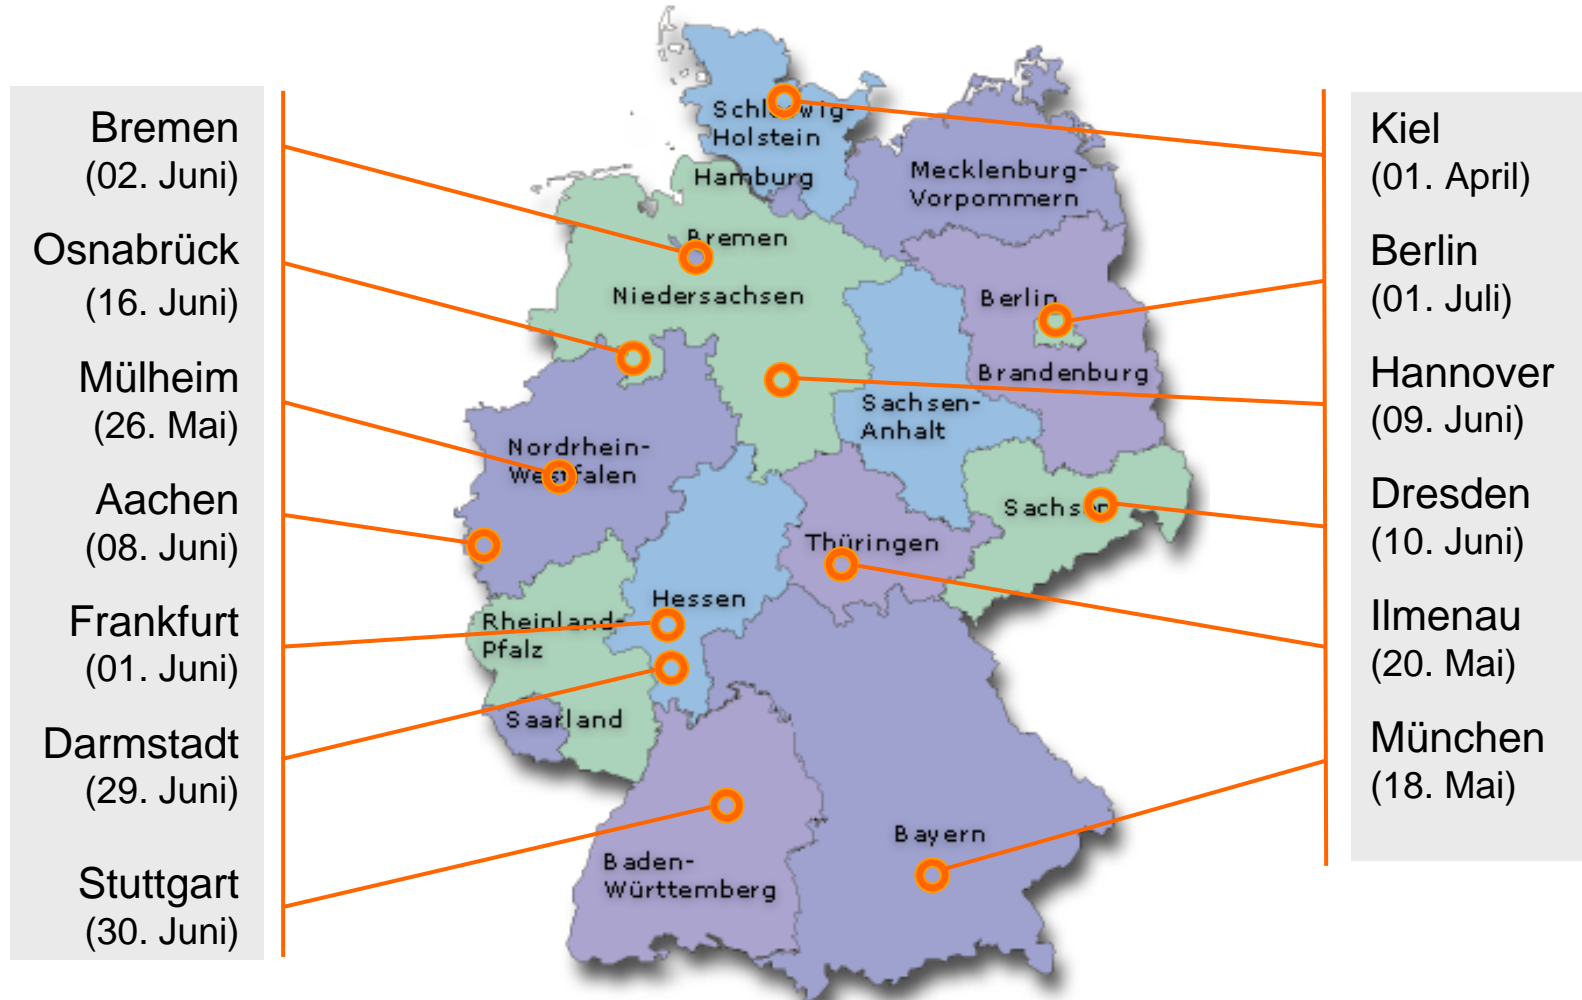 Bremen
(02. Juni)
Osnabrück
(16. Juni)
Mülheim
(26. Mai)
Aachen
(08. Juni)
Frankfurt
(01. Juni)
Darmstadt
(29. Juni)
Stuttgart
(30. Juni)
Schleswig-
Holstein
Hamburg
Mecklenburg-
Vorpommern
Bremen
Niedersachsen
Berlin
Brandenburg
Sachsen-
Anhalt
Nordrhein-
Westfalen
Sachsen
Thüringen
Hessen
Rheinland-
Pfalz
Saarland
Bayern
Baden-
Württemberg
Kiel
(01. April)
Berlin
(01. Juli)
Hannover
(09. Juni)
Dresden
(10. Juni)
Ilmenau
(20. Mai)
München
(18. Mai)